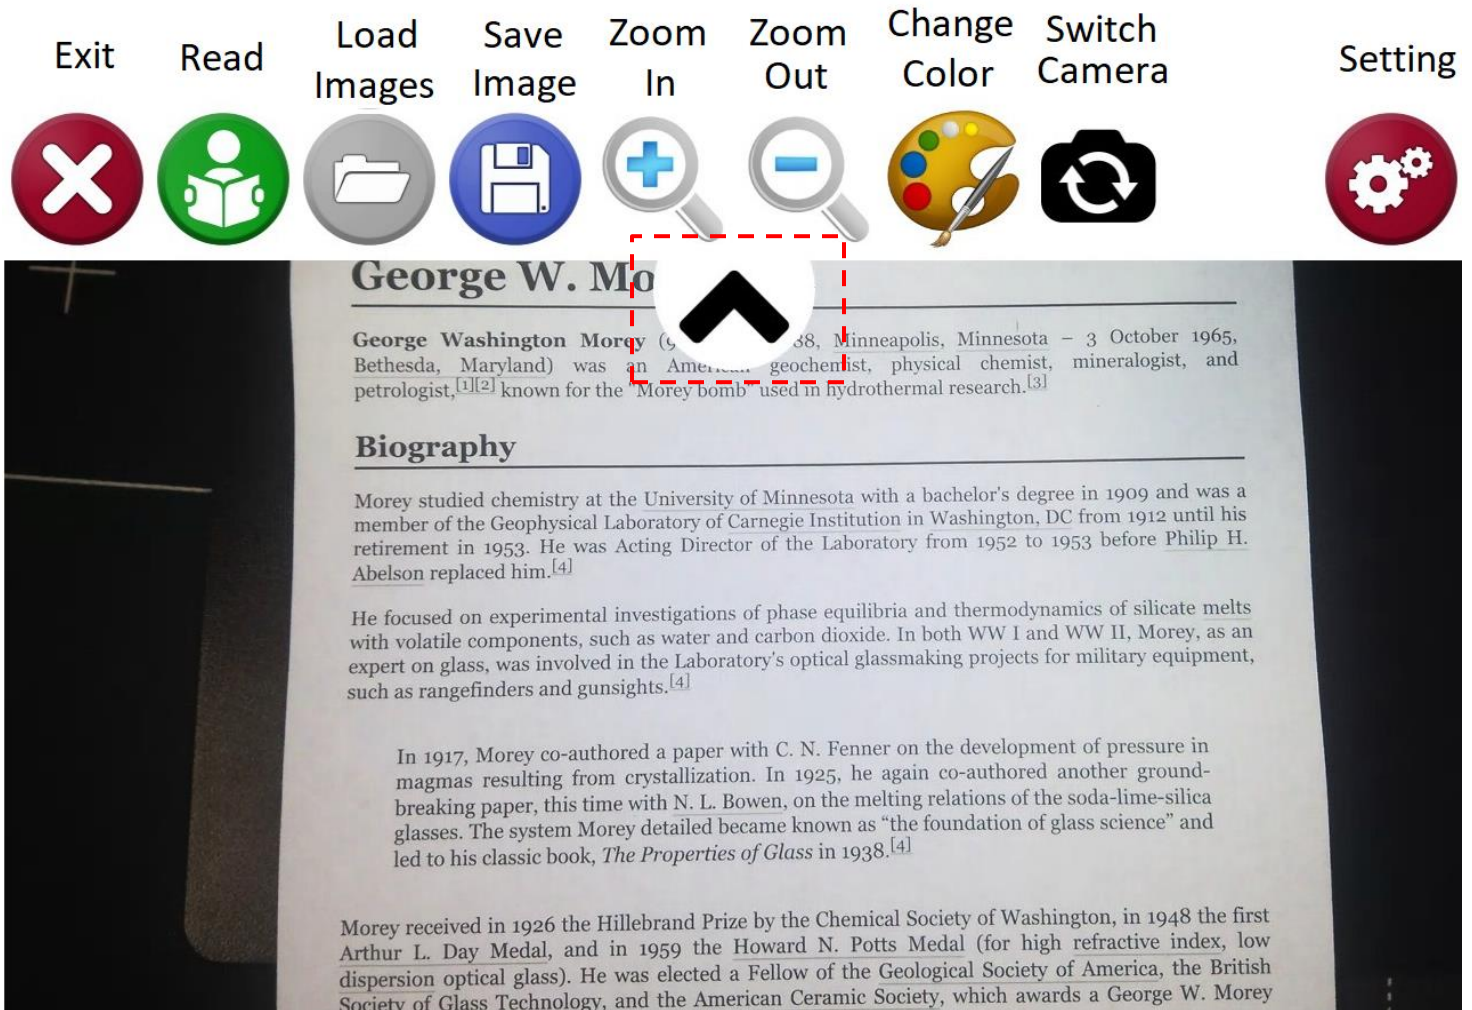 Exit
Read
Load Images
Save Image
Zoom In
Zoom Out
Change Color
Switch Camera
Setting
George W.
George Washington Morey ( 88, Minneapolis, Minnesota – 3 October 1965,
Bethesda, Maryland) was an geochemist, physical chemist, mineralogist, and
petrologist,[1][2] known for the "Morey bomb" used in hydrothermal research.[3]
Biography
Morey studied chemistry at the University of Minnesota with a bachelor's degree in 1909 and was a
member of the Geophysical Laboratory of Carnegie Institution in Washington, DC from 1912 until his
retirement in 1953. He was Acting Director of the Laboratory from 1952 to 1953 before Philip H.
Abelson replaced him.[4]
He focused on experimental investigations of phase equilibria and thermodynamics of silicate melts
with volatile components, such as water and carbon dioxide. In both WW I and WW II, Morey, as an
expert on glass, was involved in the Laboratory's optical glassmaking projects for military equipment,
such as rangefinders and gunsights.[4]
In 1917, Morey co-authored a paper with C. N. Fenner on the development of pressure in
magmas resulting from crystallization. In 1925, he again co-authored another ground-
breaking paper, this time with N. L. Bowen, on the melting relations of the soda-lime-silica
glasses. The system Morey detailed became known as “the foundation of glass science” and
led to his classic book, The Properties of Glass in 1938.[4]
Morey received in 1926 the Hillebrand Prize by the Chemical Society of Washington, in 1948 the first
Arthur L. Day Medal, and in 1959 the Howard N. Potts Medal (for high refractive index, low
dispersion optical glass). He was elected a Fellow of the Geological Society of America, the British
Society of Glass Technology, and the American Ceramic Society, which awards a George W. Morey